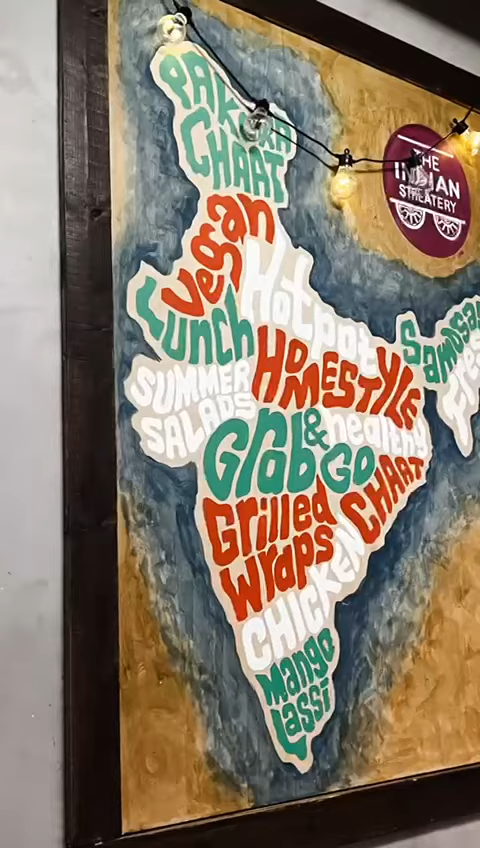 PAKORA
CHAAT
THE
INDIAN
STREATERY
Vegan
Lunch
Hotpot
Samosa
SUMMER
SALADS
HOMESTYLE
Grab & GO
healthy
CHAAT
Grilled
wraps
CHICKEN
Mango
Lassi